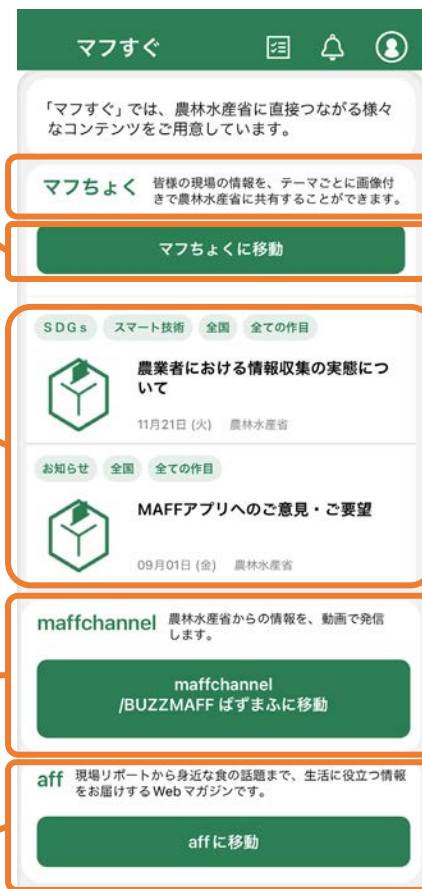 マフすぐ
「マフすぐ」では、農林水産省に直接つながる様々
なコンテンツをご用意しています。
マフちょく
皆様の現場の情報を、テーマごとに画像付
きで農林水産省に共有することができます。
マフちょくに移動
SDGs スマート技術 全国 全ての作目
農業者における情報収集の実態につ
いて
11月21日 (火) 農林水産省
お知らせ 全国 全ての作目
MAFFアプリへのご意見・ご要望
09月01日 (金) 農林水産省
maffchannel
農林水産省からの情報を、動画で発信
します。
maffchannel
/BUZZMAFF ばずまふに移動
aff
現場リポートから身近な食の話題まで、生活に役立つ情報
をお届けするWebマガジンです。
affに移動